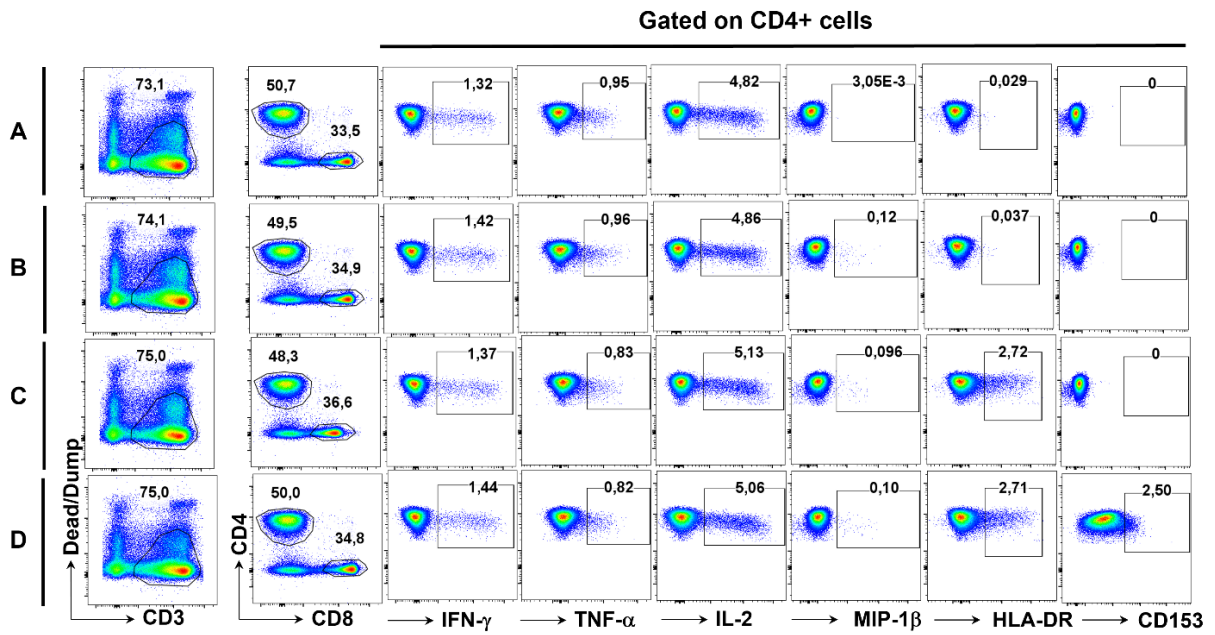 Gated on CD4+ cells
A
73,1
50,7
33,5
1,32
0,95
4,82
3,05E-3
0,029
0
B
74,1
49,5
34,9
1,42
0,96
4,86
0,12
0,037
0
C
75,0
48,3
36,6
1,37
0,83
5,13
0,096
2,72
0
D
75,0
50,0
34,8
1,44
0,82
5,06
0,10
2,71
2,50
Dead/Dump
CD4
CD3
CD8
IFN-γ
TNF-α
IL-2
MIP-1β
HLA-DR
CD153